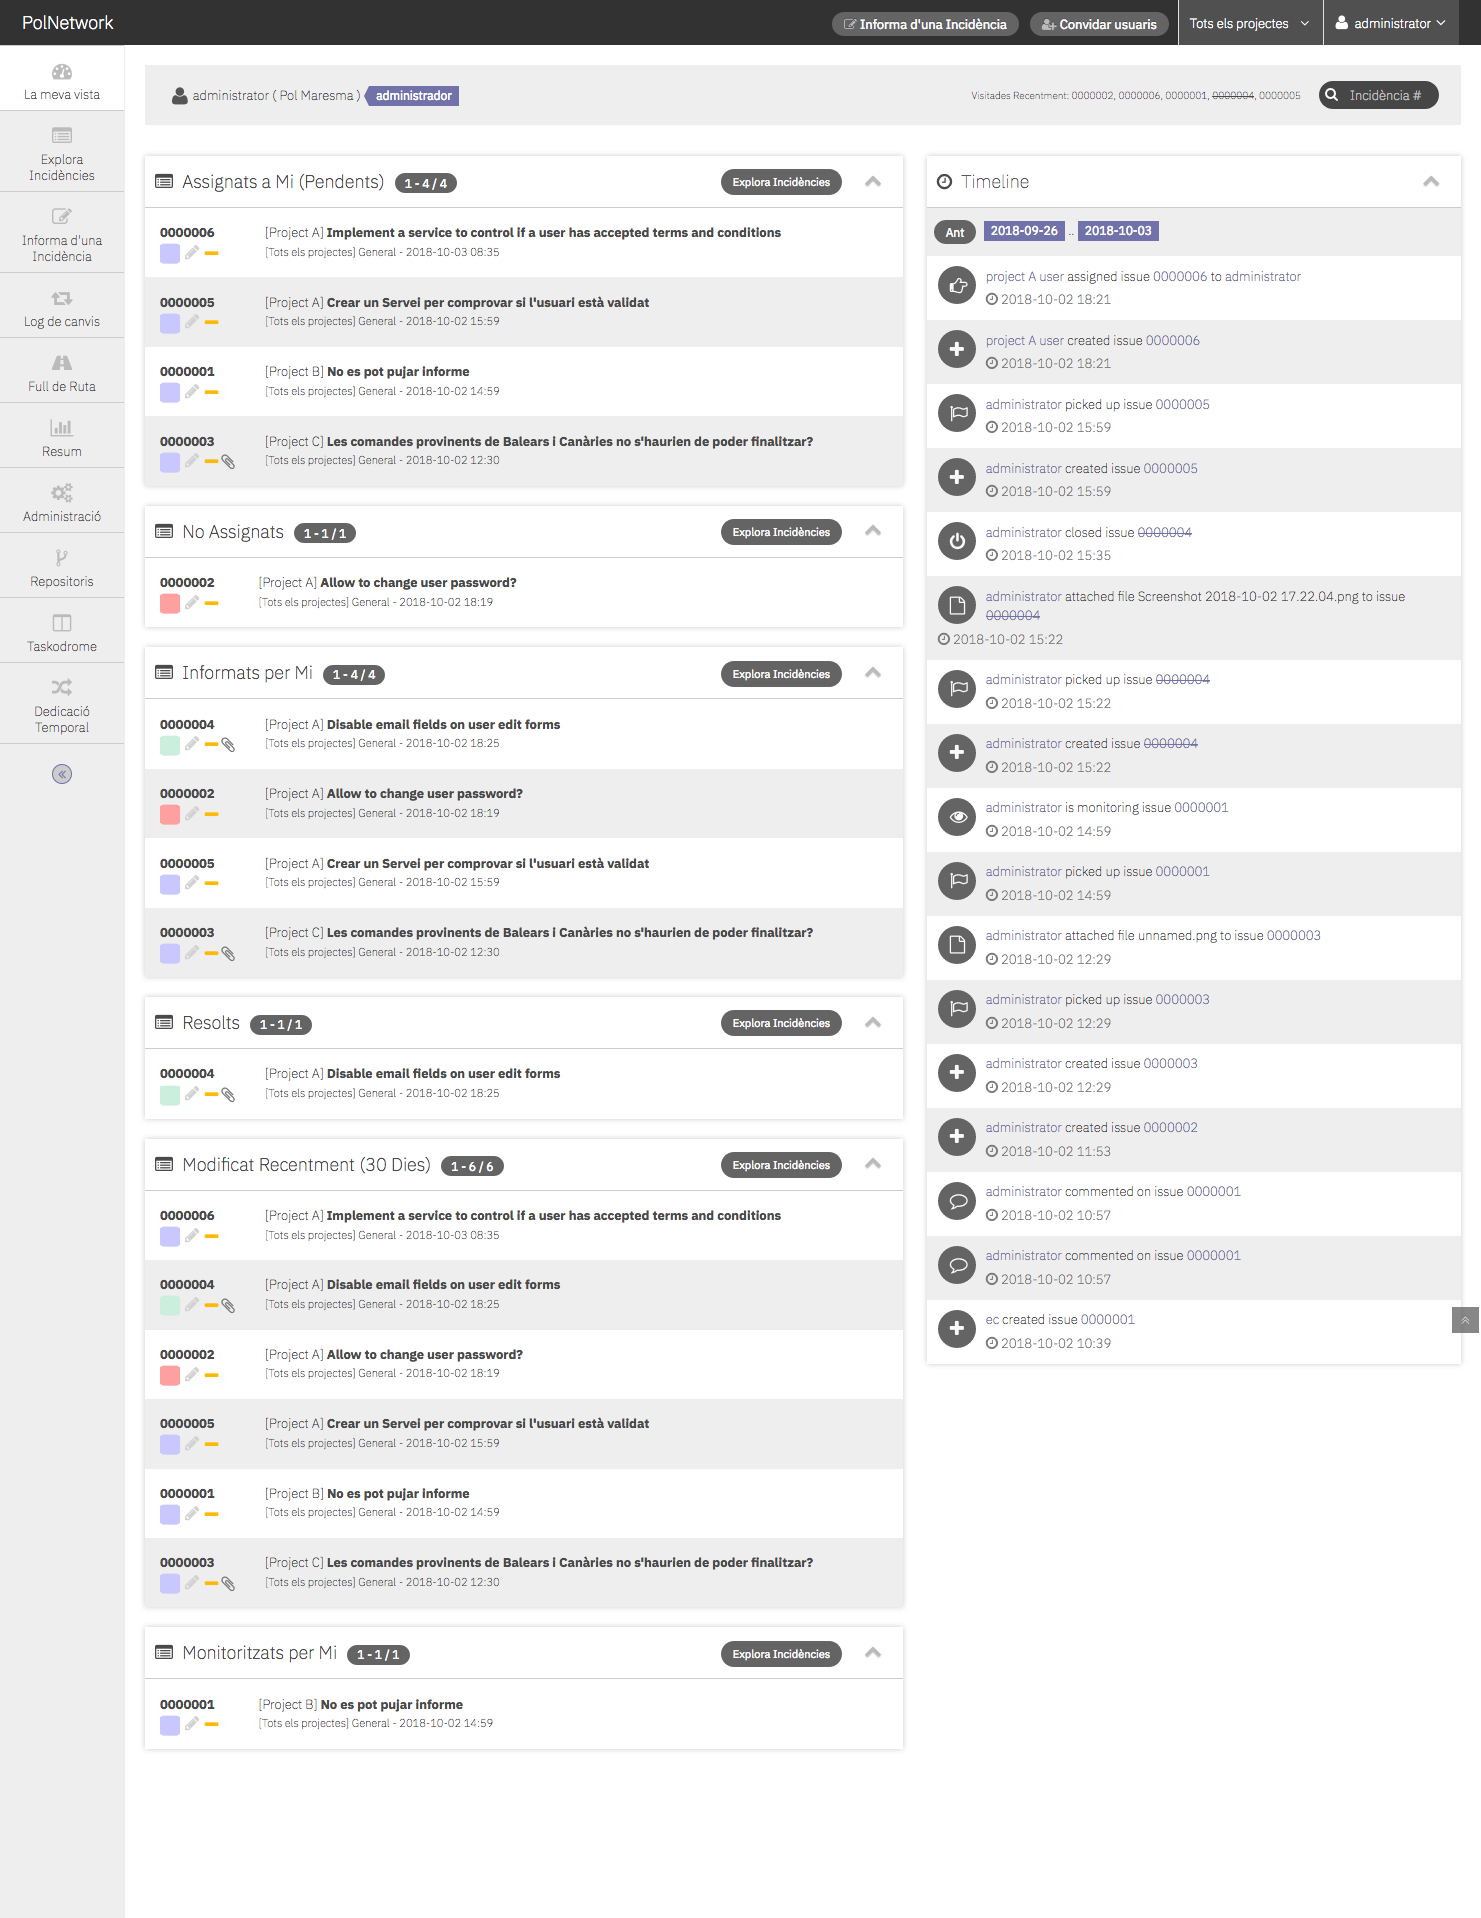 PolNetwork
Informa d'una Incidència
Convidar usuaris
Tots els projectes
administrator
La meva vista
Explora
Incidències
Informa d'una
Incidència
Log de canvis
Full de Ruta
Resum
Administració
Repositoris
Taskodrome
Dedicació
Temporal
administrator ( Pol Maresma ) administrador
Visitades Recentment: 0000002, 0000006, 0000001, 0000004, 0000005
Incidència #
Assignats a Mi (Pendents) 1 - 4 / 4 Explora Incidències
0000006 [Project A] Implement a service to control if a user has accepted terms and conditions
[Tots els projectes] General - 2018-10-03 08:35
0000005 [Project A] Crear un Servei per comprovar si l'usuari està validat
[Tots els projectes] General - 2018-10-02 15:59
0000001 [Project B] No es pot pujar informe
[Tots els projectes] General - 2018-10-02 14:59
0000003 [Project C] Les comandes provinents de Balears i Canàries no s'haurien de poder finalitzar?
[Tots els projectes] General - 2018-10-02 12:30
No Assignats 1 - 1 / 1 Explora Incidències
0000002 [Project A] Allow to change user password?
[Tots els projectes] General - 2018-10-02 18:19
Informats per Mi 1 - 4 / 4 Explora Incidències
0000004 [Project A] Disable email fields on user edit forms
[Tots els projectes] General - 2018-10-02 18:25
0000002 [Project A] Allow to change user password?
[Tots els projectes] General - 2018-10-02 18:19
0000005 [Project A] Crear un Servei per comprovar si l'usuari està validat
[Tots els projectes] General - 2018-10-02 15:59
0000003 [Project C] Les comandes provinents de Balears i Canàries no s'haurien de poder finalitzar?
[Tots els projectes] General - 2018-10-02 12:30
Resolts 1 - 1 / 1 Explora Incidències
0000004 [Project A] Disable email fields on user edit forms
[Tots els projectes] General - 2018-10-02 18:25
Modificat Recentment (30 Dies) 1 - 6 / 6 Explora Incidències
0000006 [Project A] Implement a service to control if a user has accepted terms and conditions
[Tots els projectes] General - 2018-10-03 08:35
0000004 [Project A] Disable email fields on user edit forms
[Tots els projectes] General - 2018-10-02 18:25
0000002 [Project A] Allow to change user password?
[Tots els projectes] General - 2018-10-02 18:19
0000005 [Project A] Crear un Servei per comprovar si l'usuari està validat
[Tots els projectes] General - 2018-10-02 15:59
0000001 [Project B] No es pot pujar informe
[Tots els projectes] General - 2018-10-02 14:59
0000003 [Project C] Les comandes provinents de Balears i Canàries no s'haurien de poder finalitzar?
[Tots els projectes] General - 2018-10-02 12:30
Monitoritzats per Mi 1 - 1 / 1 Explora Incidències
0000001 [Project B] No es pot pujar informe
[Tots els projectes] General - 2018-10-02 14:59
Timeline
Ant 2018-09-26 .. 2018-10-03
project A user assigned issue 0000006 to administrator
2018-10-02 18:21
project A user created issue 0000006
2018-10-02 18:21
administrator picked up issue 0000005
2018-10-02 15:59
administrator created issue 0000005
2018-10-02 15:59
administrator closed issue 0000004
2018-10-02 15:35
administrator attached file Screenshot 2018-10-02 17.22.04.png to issue
0000004
2018-10-02 15:22
administrator picked up issue 0000004
2018-10-02 15:22
administrator created issue 0000004
2018-10-02 15:22
administrator is monitoring issue 0000001
2018-10-02 14:59
administrator picked up issue 0000001
2018-10-02 14:59
administrator attached file unnamed.png to issue 0000003
2018-10-02 12:29
administrator picked up issue 0000003
2018-10-02 12:29
administrator created issue 0000003
2018-10-02 12:29
administrator created issue 0000002
2018-10-02 11:53
administrator commented on issue 0000001
2018-10-02 10:57
administrator commented on issue 0000001
2018-10-02 10:57
ec created issue 0000001
2018-10-02 10:39